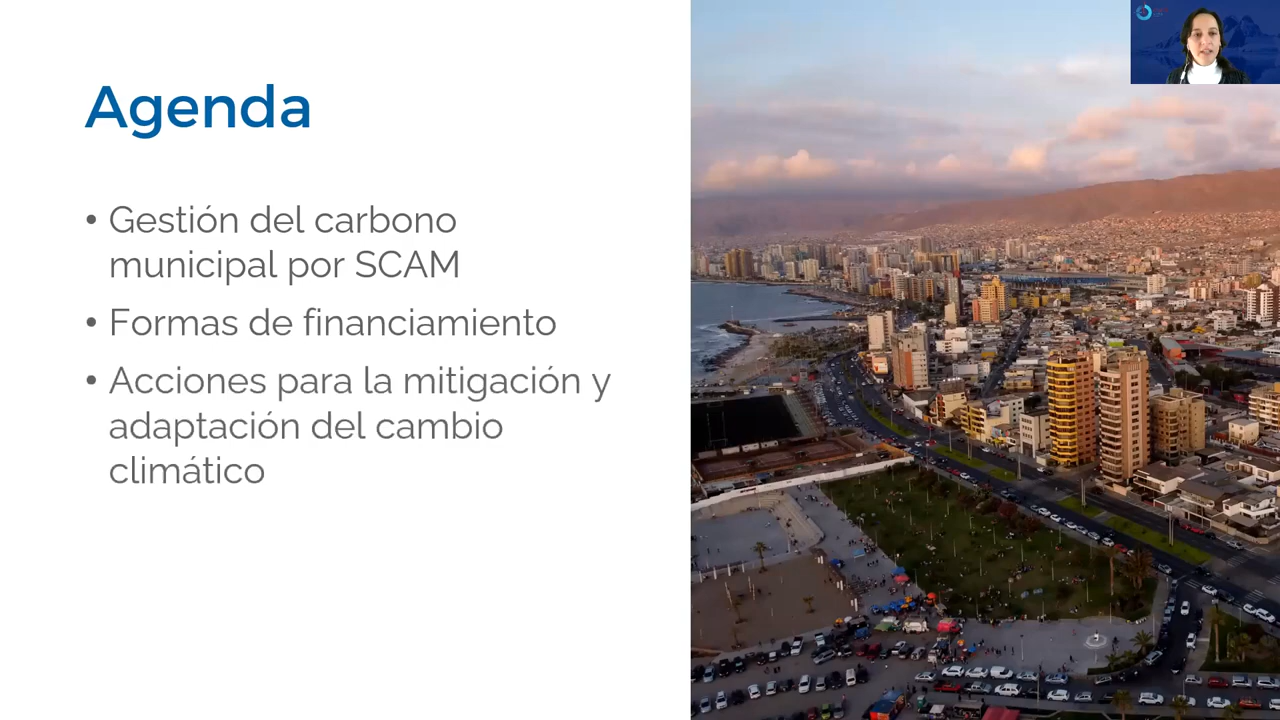 Agenda
• Gestión del carbono
municipal por SCAM
• Formas de financiamiento
• Acciones para la mitigación y
adaptación del cambio
climático